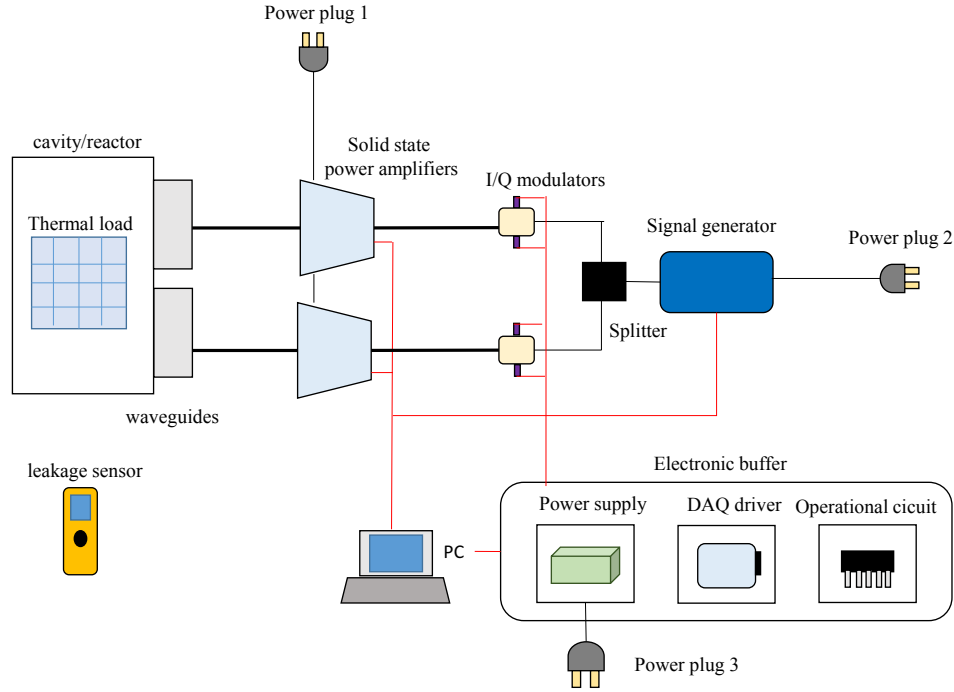 Power plug 1
cavity/reactor
Solid state
power amplifiers
I/Q modulators
Thermal load
Signal generator
Power plug 2
Splitter
waveguides
leakage sensor
Electronic buffer
Power supply
DAQ driver
Operational cicuit
PC
Power plug 3